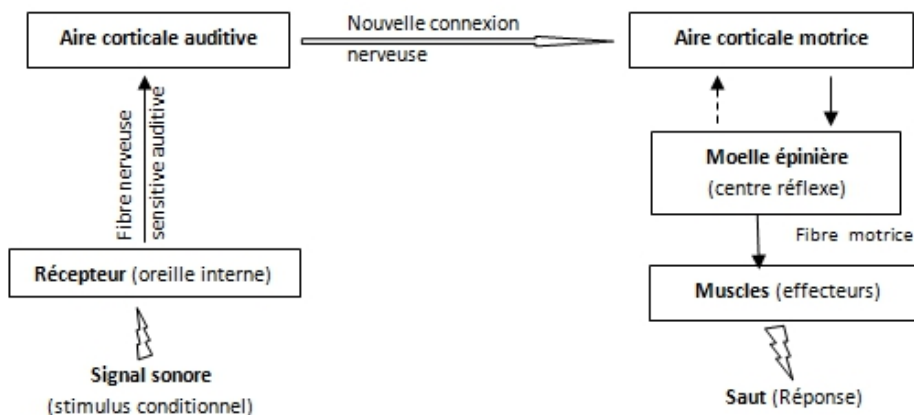 Aire corticale auditive
Nouvelle connexion
nerveuse
Aire corticale motrice
Fibre nerveuse
sensitive auditive
Moelle épinière
(centre réflexe)
Fibre motrice
Récepteur (oreille interne)
Muscles (effecteurs)
Signal sonore
(stimulus conditionnel)
Saut (Réponse)